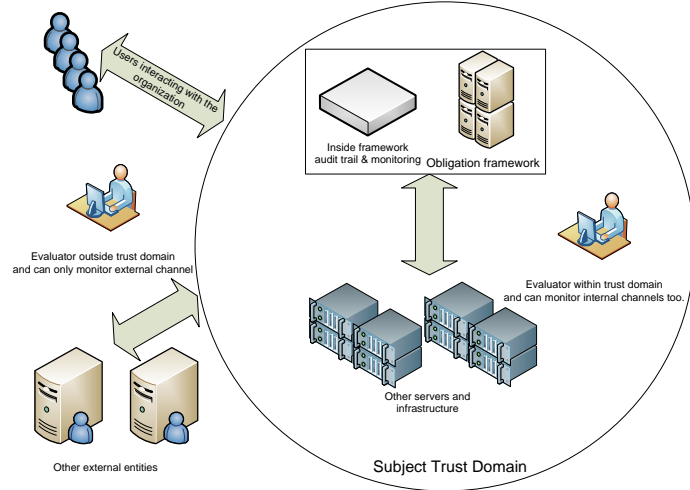 Users interacting with the
organization
Inside framework
audit trail & monitoring
Obligation framework
Evaluator outside trust domain
and can only monitor external channel
Evaluator within trust domain
and can monitor internal channels too.
Other servers and
infrastructure
Other external entities
Subject Trust Domain